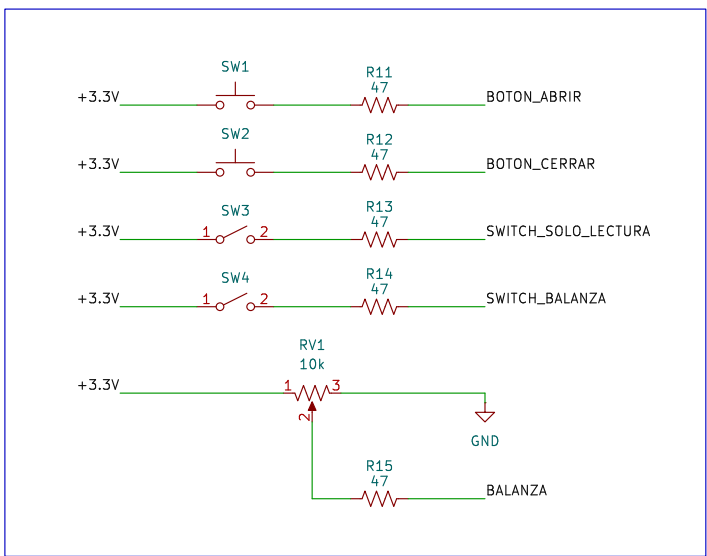 SW1
R11
47
+3.3V
BOTON_ABRIR
SW2
R12
47
+3.3V
BOTON_CERRAR
SW3
R13
47
+3.3V
1
2
SWITCH_SOLO_LECTURA
SW4
R14
47
+3.3V
1
2
SWITCH_BALANZA
RV1
10k
+3.3V
1
3
2
GND
R15
47
BALANZA